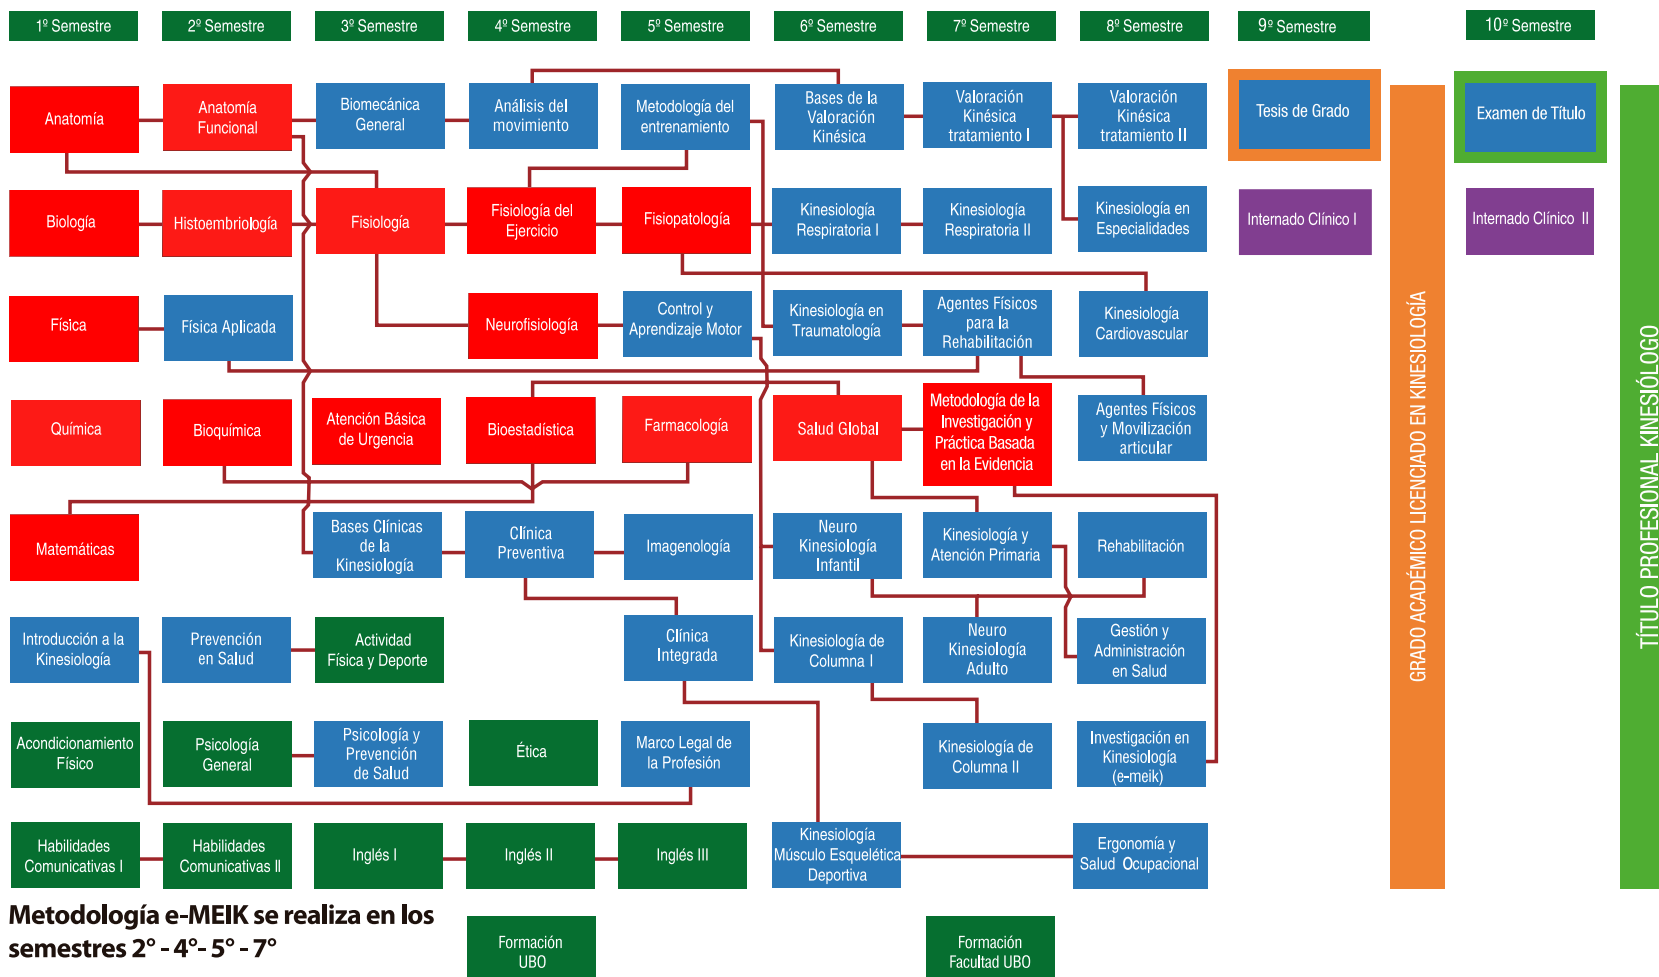 1º Semestre
2º Semestre
3º Semestre
4º Semestre
5º Semestre
6º Semestre
7º Semestre
8º Semestre
9º Semestre
10º Semestre
Anatomía
Anatomía
Funcional
Biomecánica
General
Análisis del
movimiento
Metodología del
entrenamiento
Bases de la
Valoración
Kinésica
Valoración
Kinésica
tratamiento I
Valoración
Kinésica
tratamiento II
Tesis de Grado
Examen de Título
Biología
Histoembriología
Fisiología
Fisiología del
Ejercicio
Fisiopatología
Kinesiología
Respiratoria I
Kinesiología
Respiratoria II
Kinesiología en
Especialidades
Internado Clínico I
Internado Clínico II
Física
Física Aplicada
Neurofisiología
Control y
Aprendizaje Motor
Kinesiología en
Traumatología
Agentes Físicos
para la
Rehabilitación
Kinesiología
Cardiovascular
Química
Bioquímica
Atención Básica
de Urgencia
Bioestadística
Farmacología
Salud Global
Metodología de la
Investigación y
Práctica Basada
en la Evidencia
Agentes Físicos
y Movilización
articular
Matemáticas
Bases Clínicas
de la
Kinesiología
Clínica
Preventiva
Imagenología
Neuro
Kinesiología
Infantil
Kinesiología y
Atención Primaria
Rehabilitación
Introducción a la
Kinesiología
Prevención
en Salud
Actividad
Física y Deporte
Clínica
Integrada
Kinesiología de
Columna I
Neuro
Kinesiología
Adulto
Gestión y
Administración
en Salud
Acondicionamiento
Físico
Psicología
General
Psicología y
Prevención
de Salud
Ética
Marco Legal de
la Profesión
Kinesiología de
Columna II
Investigación en
Kinesiología
(e-meik)
Habilidades
Comunicativas I
Habilidades
Comunicativas II
Inglés I
Inglés II
Inglés III
Kinesiología
Músculo Esquelética
Deportiva
Ergonomía y
Salud Ocupacional
GRADO ACADÉMICO LICENCIADO EN KINESIOLOGÍA
TÍTULO PROFESIONAL KINESIÓLOGO
Metodología e-MEIK se realiza en los
semestres 2° - 4°- 5° - 7°
Formación
UBO
Formación
Facultad UBO